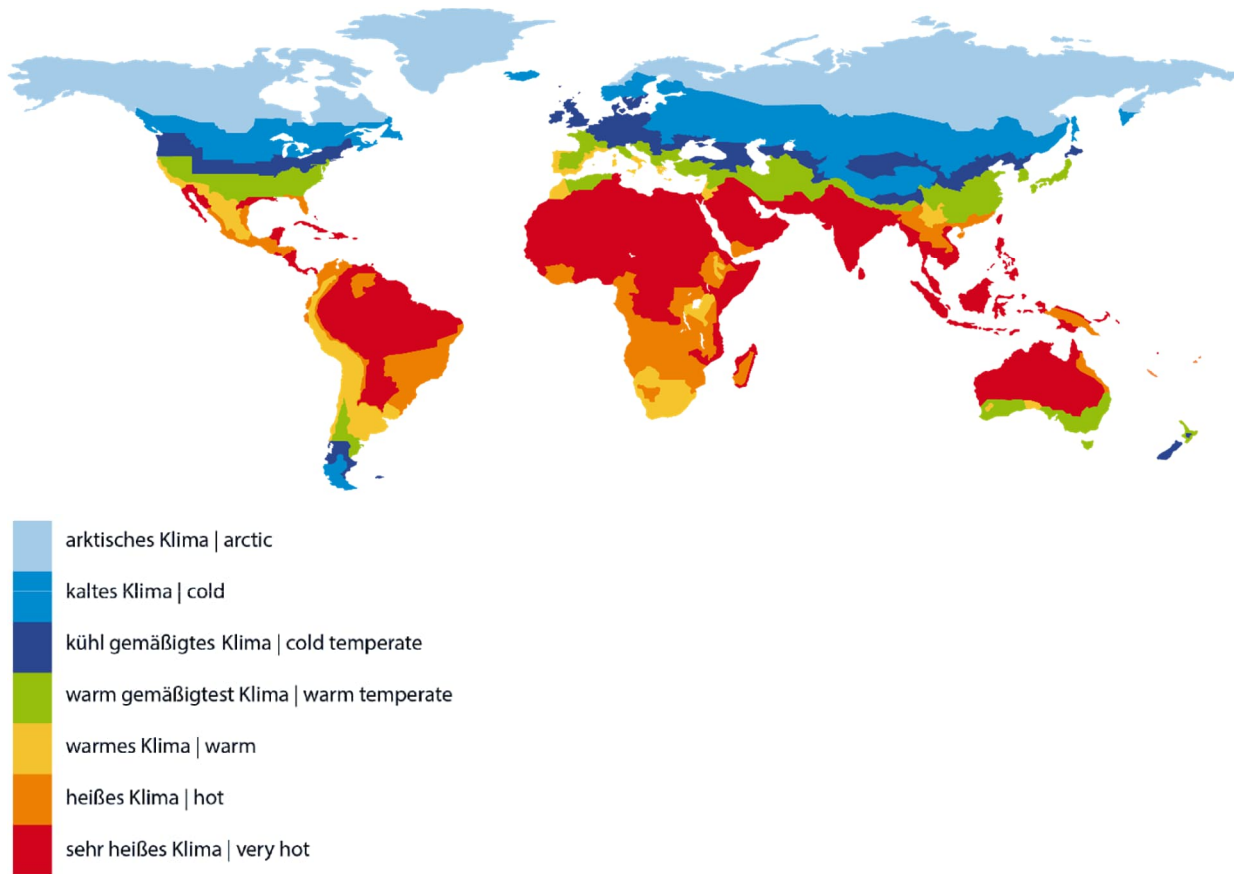 arktisches Klima | arctic
kaltes Klima | cold
kühl gemäßigtes Klima | cold temperate
warm gemäßigtest Klima | warm temperate
warmes Klima | warm
heißes Klima | hot
sehr heißes Klima | very hot